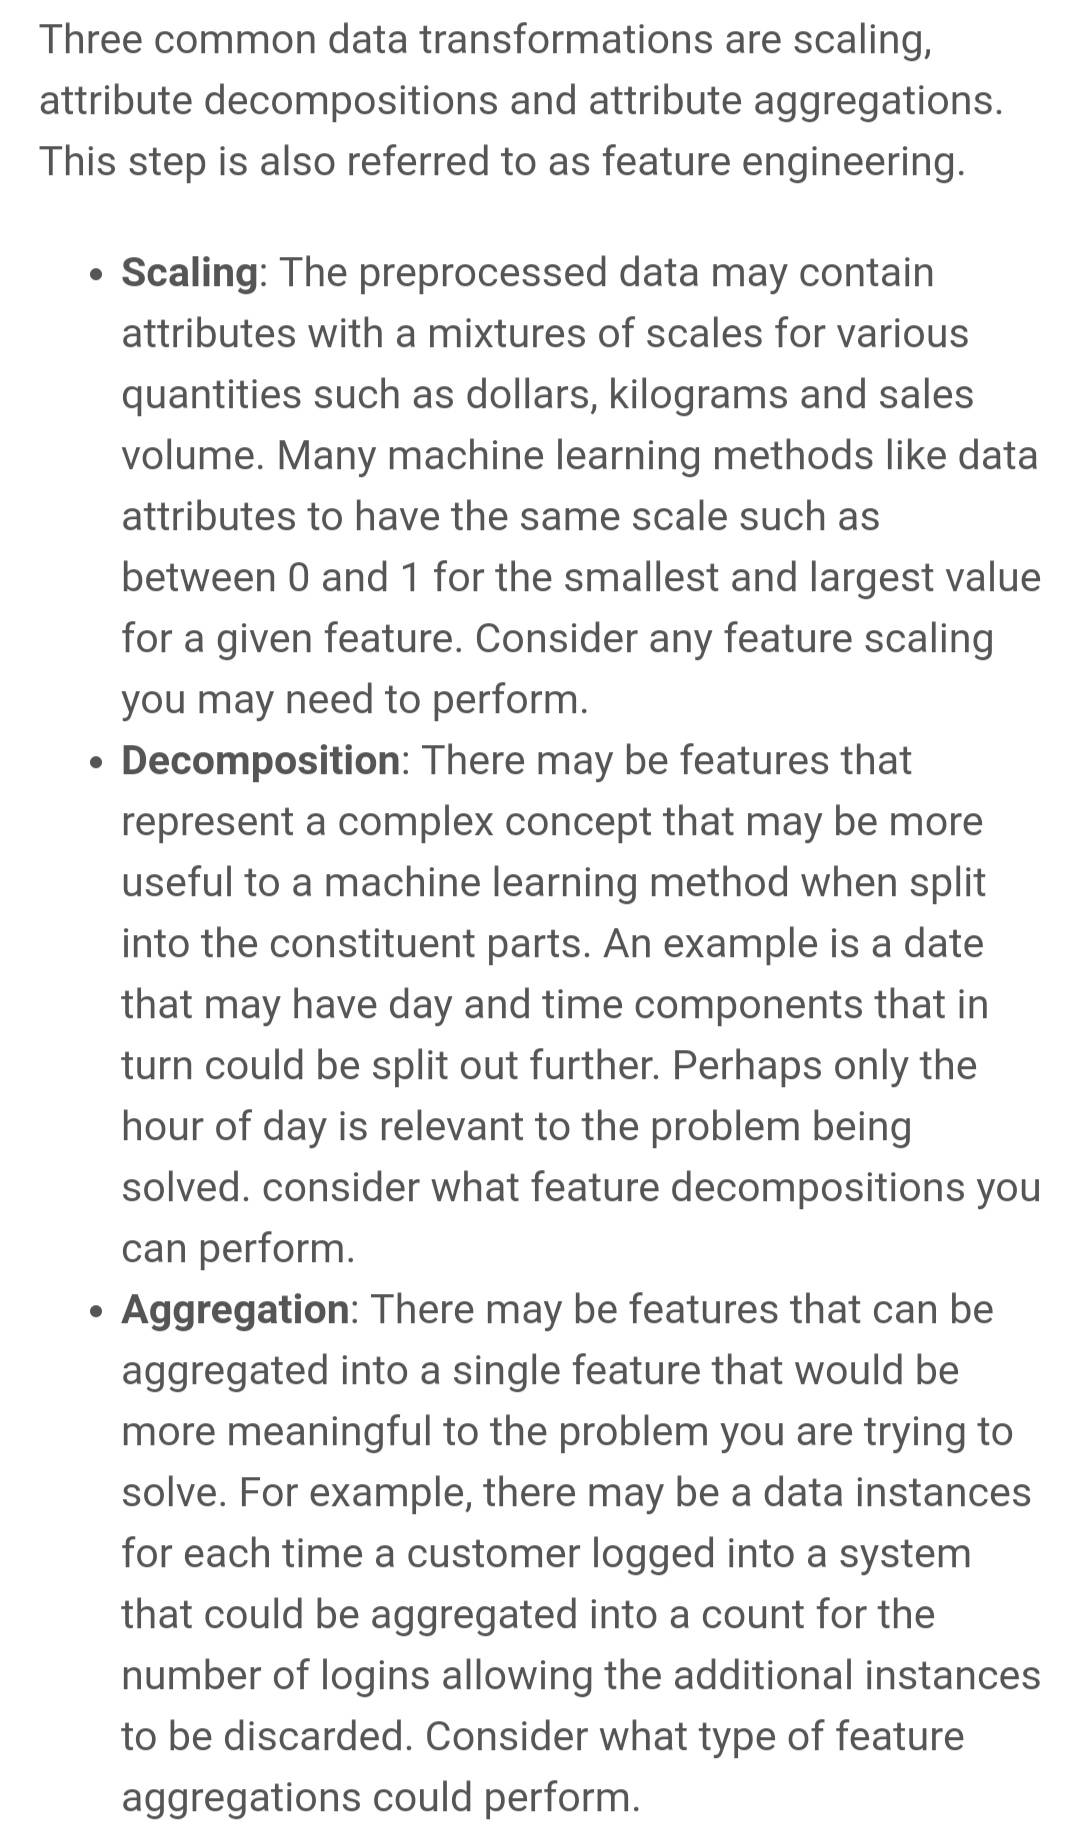 Three common data transformations are scaling,
attribute decompositions and attribute aggregations.
This step is also referred to as feature engineering.
• Scaling: The preprocessed data may contain
attributes with a mixtures of scales for various
quantities such as dollars, kilograms and sales
volume. Many machine learning methods like data
attributes to have the same scale such as
between 0 and 1 for the smallest and largest value
for a given feature. Consider any feature scaling
you may need to perform.
• Decomposition: There may be features that
represent a complex concept that may be more
useful to a machine learning method when split
into the constituent parts. An example is a date
that may have day and time components that in
turn could be split out further. Perhaps only the
hour of day is relevant to the problem being
solved. consider what feature decompositions you
can perform.
• Aggregation: There may be features that can be
aggregated into a single feature that would be
more meaningful to the problem you are trying to
solve. For example, there may be a data instances
for each time a customer logged into a system
that could be aggregated into a count for the
number of logins allowing the additional instances
to be discarded. Consider what type of feature
aggregations could perform.